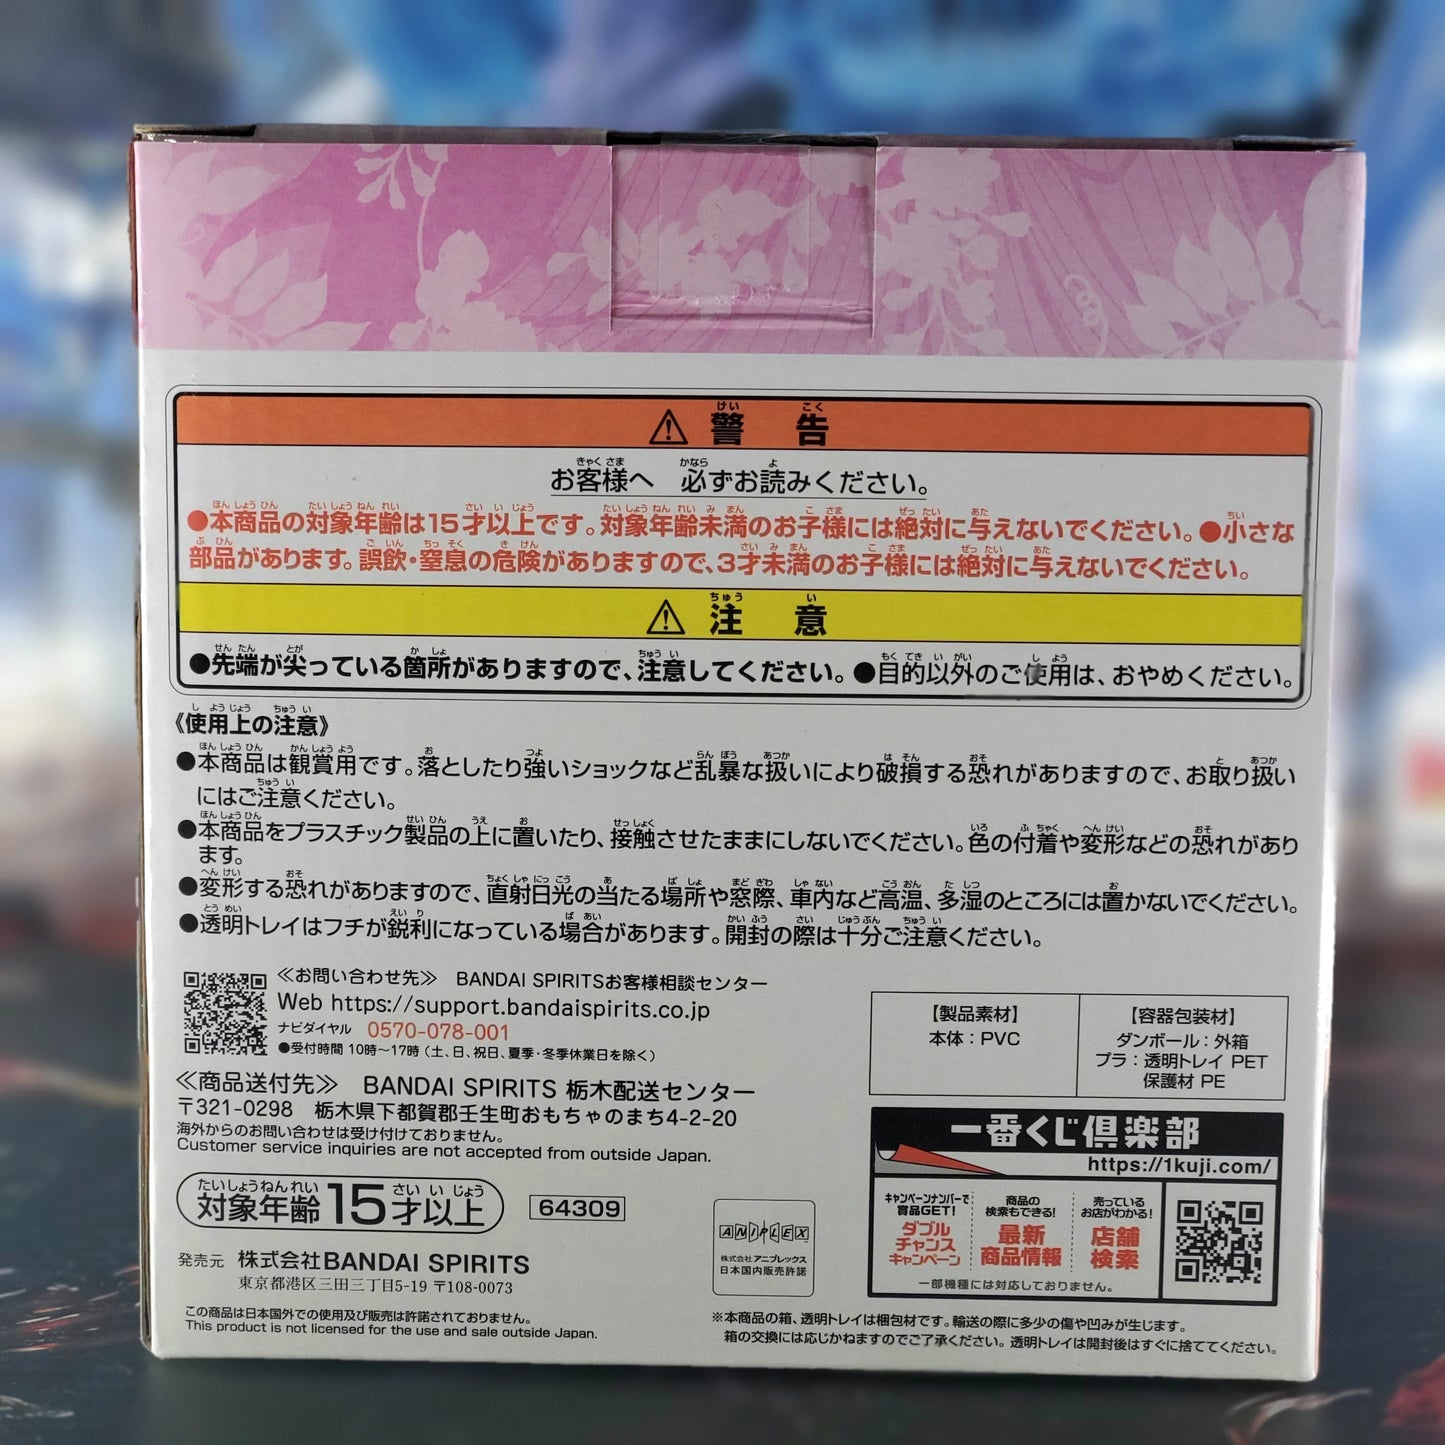 警告
お客様へ 必ずお読みください。
●本商品の対象年齢は15才以上です。対象年齢未満のお子様には絶対に与えないでください。●小さな
部品があります。誤飲・窒息の危険がありますので、3才未満のお子様には絶対に与えないでください。
注意
●先端が尖っている箇所がありますので、注意してください。●目的以外のご使用は、おやめください。
《使用上の注意》
●本商品は観賞用です。落としたり強いショックなど乱暴な扱いにより破損する恐れがありますので、お取り扱い
にはご注意ください。
●本商品をプラスチック製品の上に置いたり、接触させたままにしないでください。色の付着や変形などの恐れがあり
ます。
●変形する恐れがありますので、直射日光の当たる場所や窓際、車内など高温、多湿のところには置かないでください。
●透明トレイはフチが鋭利になっている場合があります。開封の際は十分ご注意ください。
≪お問い合わせ先≫ BANDAI SPIRITSお客様相談センター
Web https://support.bandaispirits.co.jp
ナビダイヤル 0570-078-001
●受付時間 10時～17時(土、日、祝日、夏季・冬季休業日を除く)
≪商品送付先≫ BANDAI SPIRITS 栃木配送センター
〒321-0298 栃木県下都賀郡壬生町おもちゃのまち4-2-20
海外からのお問い合わせは受け付けておりません。
Customer service inquiries are not accepted from outside Japan.
対象年齢15才以上
64309
発売元 株式会社BANDAI SPIRITS
東京都港区三田三丁目5-19 〒108-0073
この商品は日本国外での使用及び販売は許諾されておりません。
This product is not licensed for the use and sale outside Japan.
ANIPLEX
株式会社アニプレックス
日本国内販売許諾
【製品素材】
本体：PVC
【容器包装材】
ダンボール：外箱
プラ：透明トレイ PET
保護材 PE
一番くじ倶楽部
https://1kuji.com/
キャンペーンナンバーで
賞品GET!
ダブル
チャンス
キャンペーン
商品の
検索もできる!
最新
商品情報
売っている
お店がわかる!
店舗
検索
一部機種には対応しておりません。
※本商品の箱、透明トレイは梱包材です。輸送の際に多少の傷や凹みが生じます。
箱の交換には応じかねますのでご了承ください。透明トレイは開封後はすぐに捨ててください。